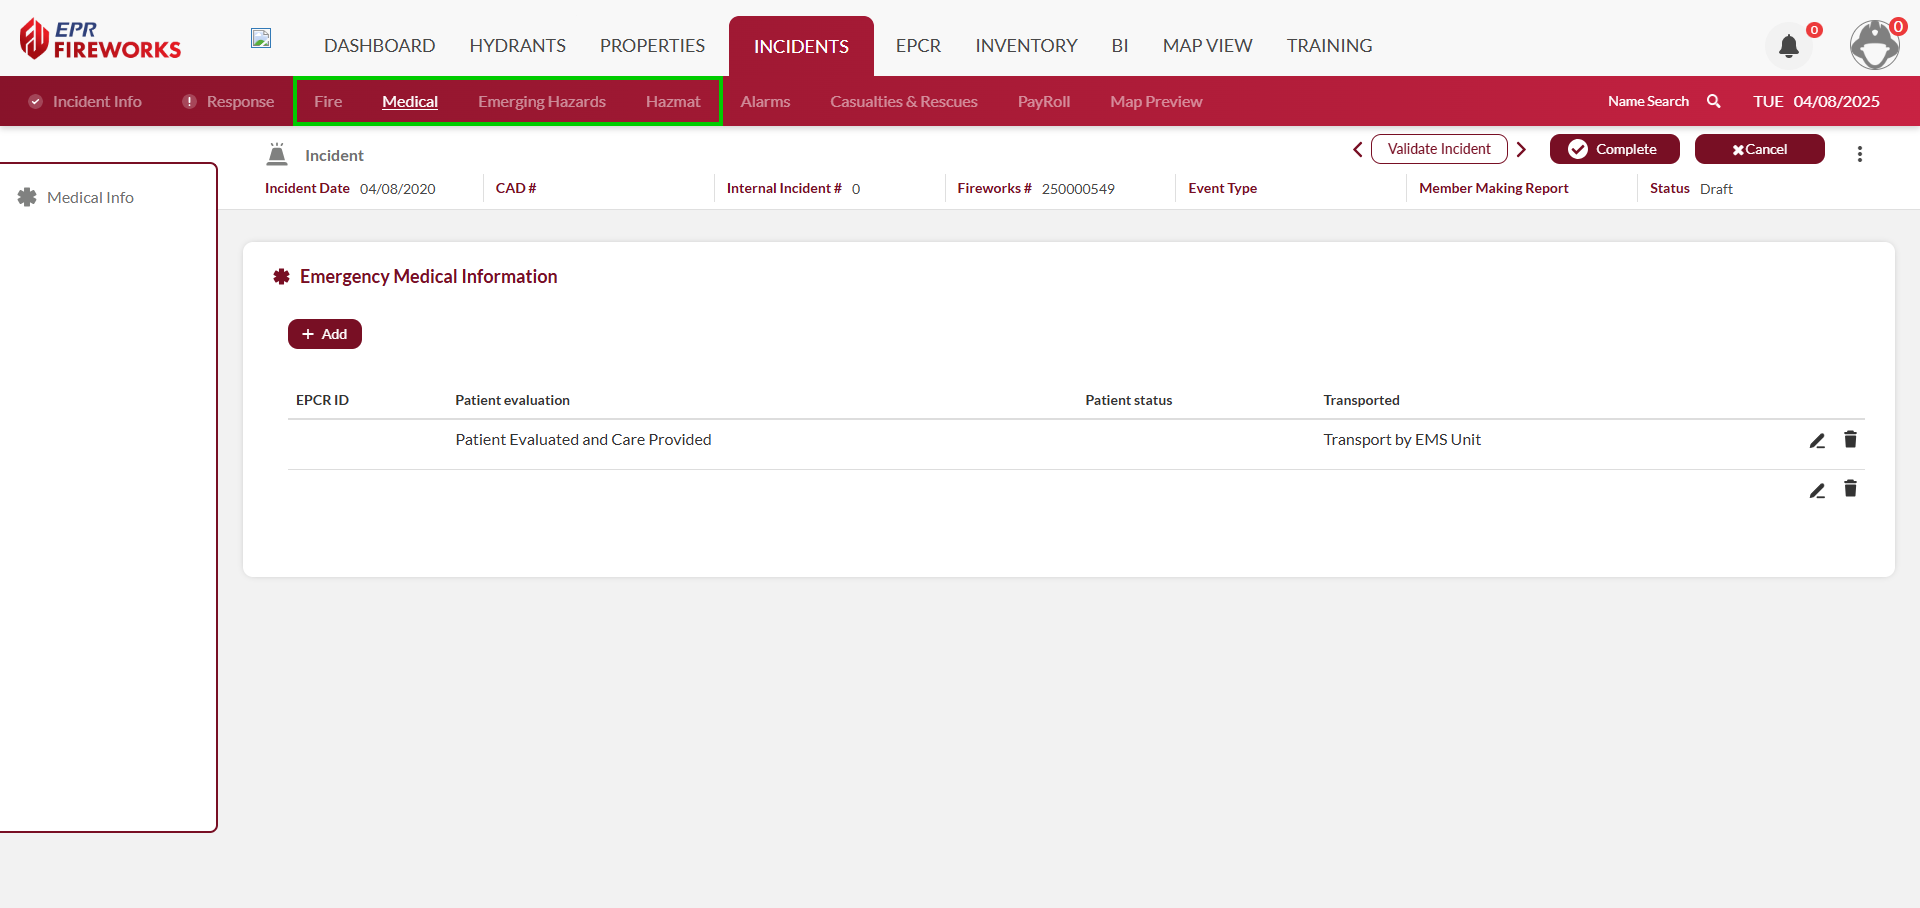 EPR
FIREWORKS
DASHBOARD HYDRANTS PROPERTIES INCIDENTS EPCR INVENTORY BI MAP VIEW TRAINING
0
0
Incident Info Response Fire Medical Emerging Hazards Hazmat Alarms Casualties & Rescues PayRoll Map Preview Name Search TUE 04/08/2025
Incident
Validate Incident Complete Cancel
Incident Date 04/08/2020 CAD # Internal Incident # 0 Fireworks # 250000549 Event Type Member Making Report Status Draft
Medical Info
Emergency Medical Information
+ Add
EPCR ID Patient evaluation Patient status Transported
Patient Evaluated and Care Provided Transport by EMS Unit